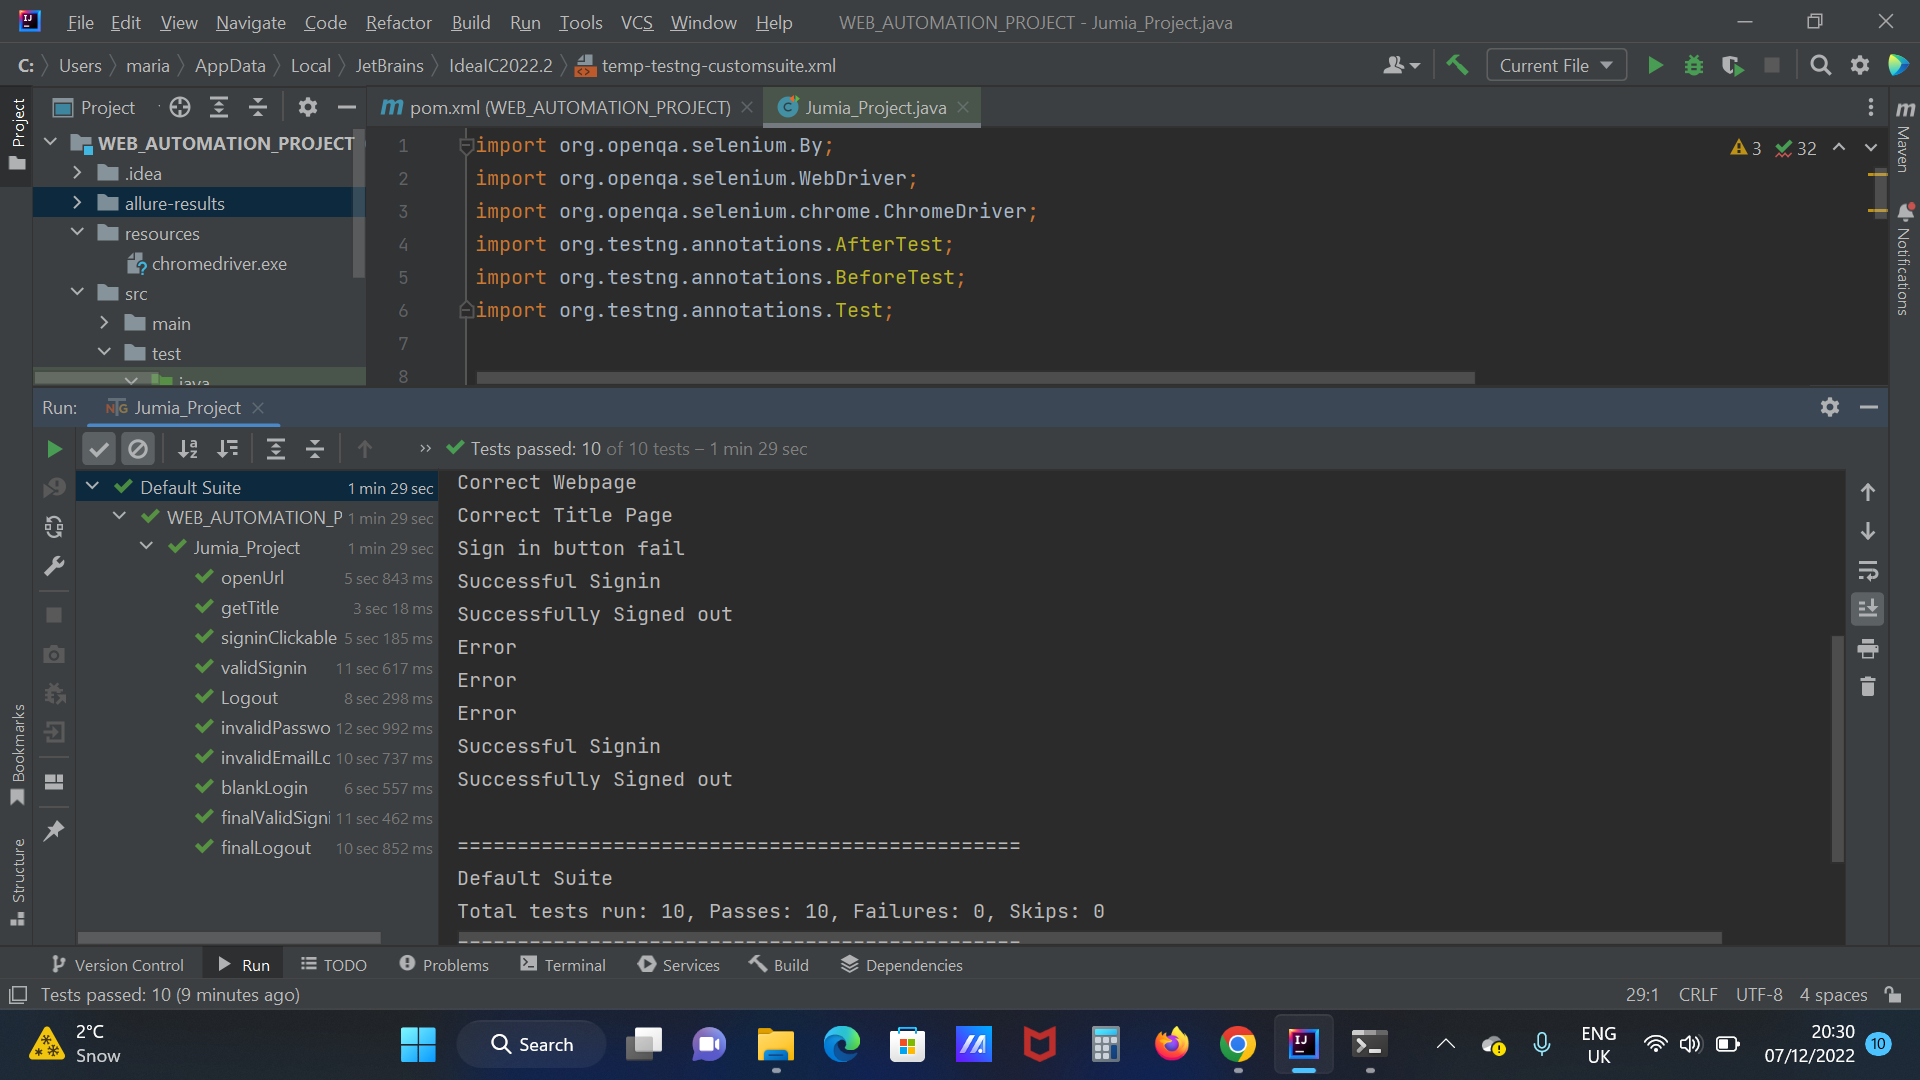 File Edit View Navigate Code Refactor Build Run Tools VCS Window Help WEB_AUTOMATION_PROJECT - Jumia_Project.java
C: Users maria AppData Local JetBrains IdeaIC2022.2 temp-testng-customsuite.xml Current File
Project
Project
pom.xml (WEB_AUTOMATION_PROJECT) Jumia_Project.java
Maven
Notifications
WEB_AUTOMATION_PROJECT
.idea
allure-results
resources
chromedriver.exe
src
main
test
java
1 import org.openqa.selenium.By;
2 import org.openqa.selenium.WebDriver;
3 import org.openqa.selenium.chrome.ChromeDriver;
4 import org.testng.annotations.AfterTest;
5 import org.testng.annotations.BeforeTest;
6 import org.testng.annotations.Test;
7
8
3 32
Run: Jumia_Project
Tests passed: 10 of 10 tests – 1 min 29 sec
Default Suite 1 min 29 sec
WEB_AUTOMATION_P 1 min 29 sec
Jumia_Project 1 min 29 sec
openUrl 5 sec 843 ms
getTitle 3 sec 18 ms
signinClickable 5 sec 185 ms
validSignin 11 sec 617 ms
Logout 8 sec 298 ms
invalidPasswo 12 sec 992 ms
invalidEmailLo 10 sec 737 ms
blankLogin 6 sec 557 ms
finalValidSigni 11 sec 462 ms
finalLogout 10 sec 852 ms
Correct Webpage
Correct Title Page
Sign in button fail
Successful Signin
Successfully Signed out
Error
Error
Error
Successful Signin
Successfully Signed out
===============================================
Default Suite
Total tests run: 10, Passes: 10, Failures: 0, Skips: 0
===============================================
Bookmarks
Structure
Version Control Run TODO Problems Terminal Services Build Dependencies
Tests passed: 10 (9 minutes ago) 29:1 CRLF UTF-8 4 spaces
2°C
Snow
Search
ENG
UK
20:30
07/12/2022
10